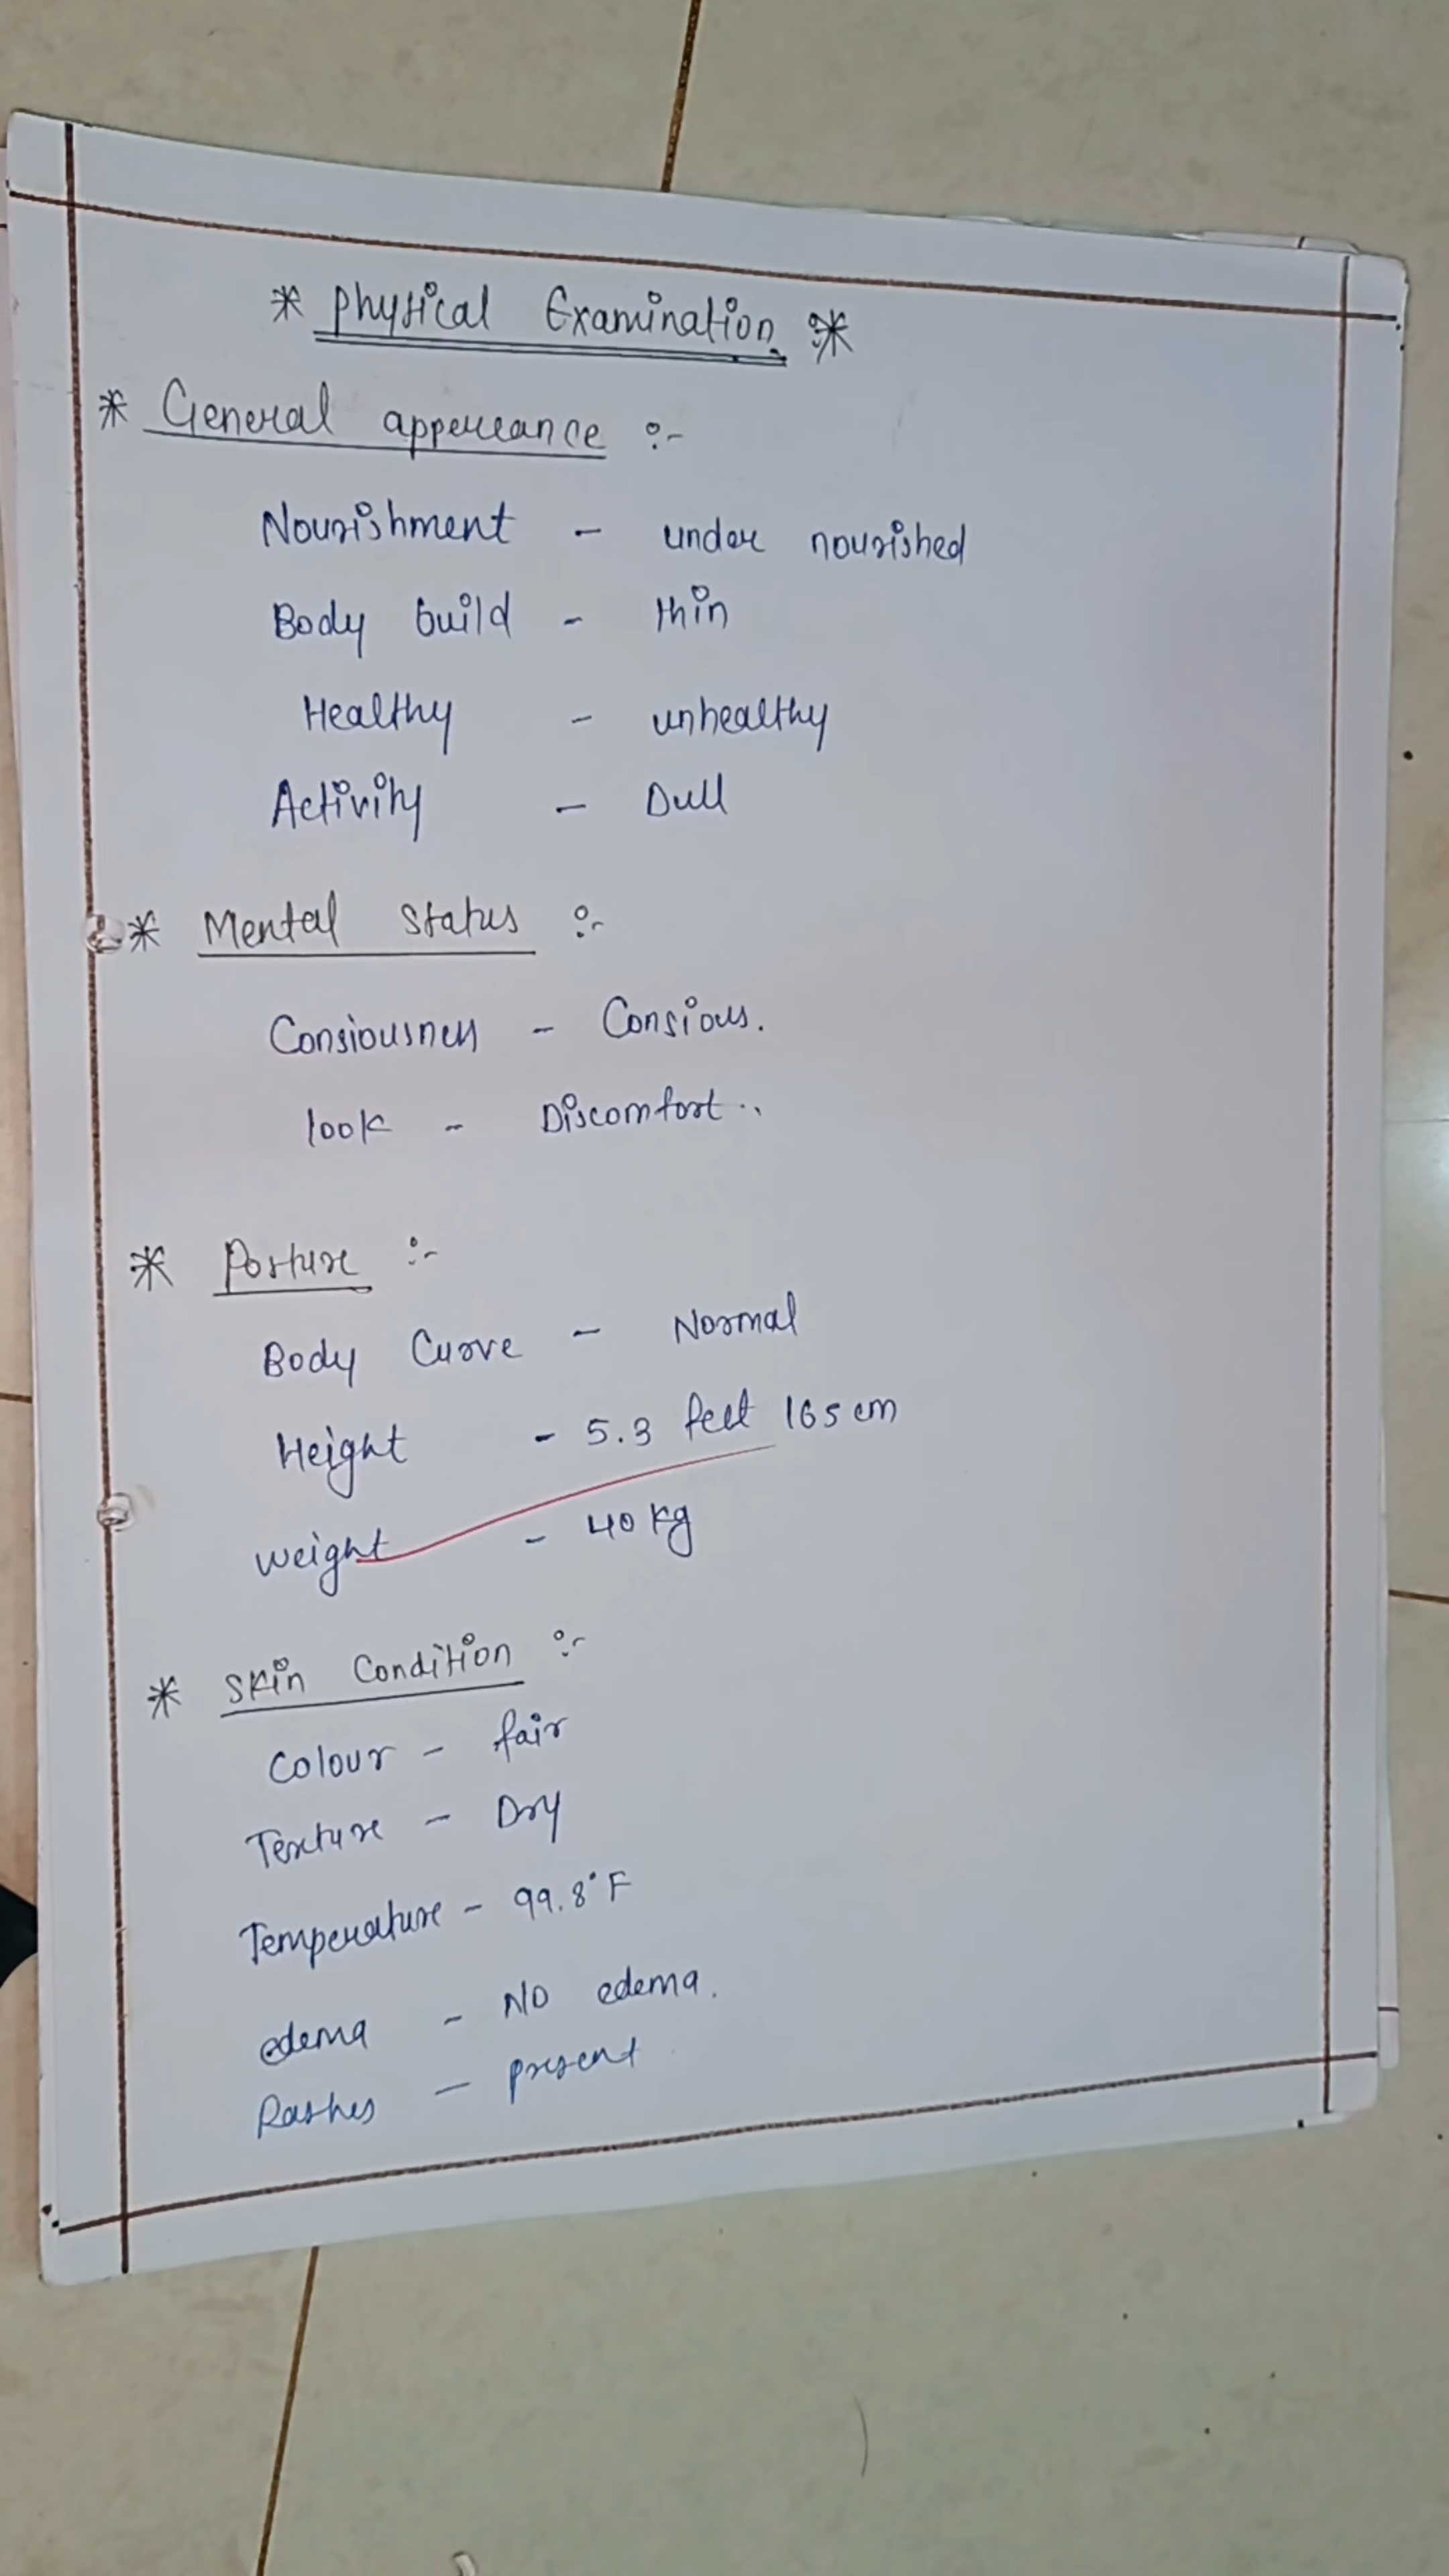 * Physical Examination *
* General apperance :-
Nourishment - under nourished
Body build - thin
Healthy - unhealthy
Activity - Dull
* Mental Status :-
Consiousness - Consious.
look - Discomfort..
* Posture :-
Body Curve - Normal
Height - 5.3 feet 165 cm
Weight - 40 kg
* Skin Condition :-
Colour - fair
Texture - Dry
Temperature - 99.8°F
edema - NO edema.
Rashes - present